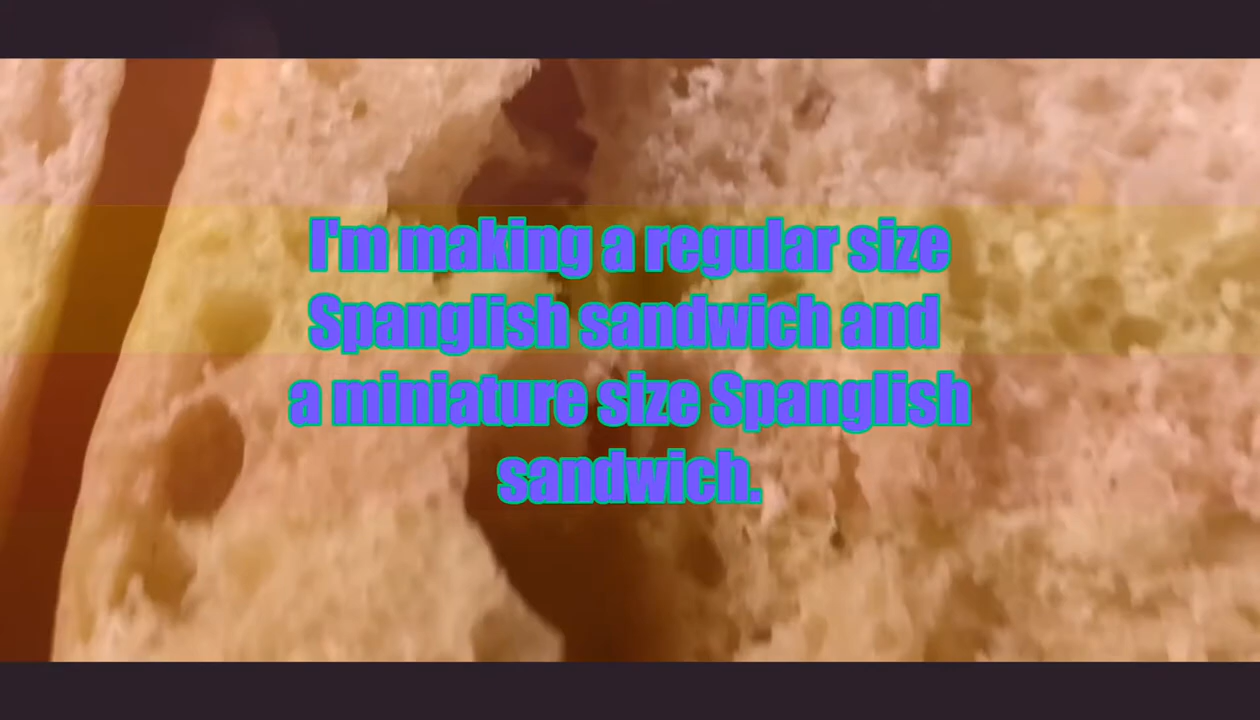 I'm making a regular size
Spanglish sandwich and
a miniature size Spanglish
sandwich.